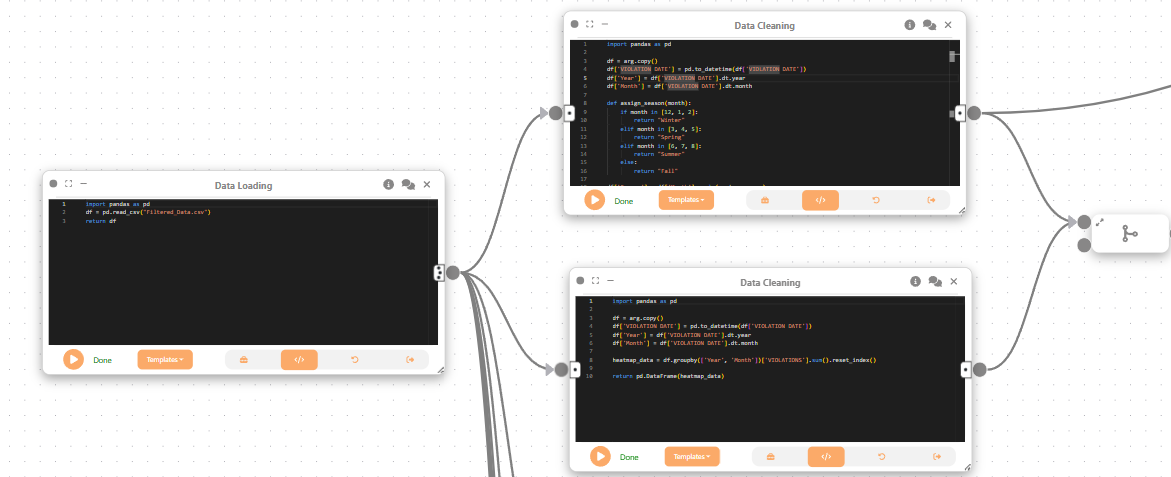 Data Cleaning
1 import pandas as pd
2
3 df = arg.copy()
4 df['VIOLATION DATE'] = pd.to_datetime(df['VIOLATION DATE'])
5 df['Year'] = df['VIOLATION DATE'].dt.year
6 df['Month'] = df['VIOLATION DATE'].dt.month
7
8 def assign_season(month):
9 if month in [12, 1, 2]:
10 return "Winter"
11 elif month in [3, 4, 5]:
12 return "Spring"
13 elif month in [6, 7, 8]:
14 return "Summer"
15 else:
16 return "Fall"
17
Done
Templates
Data Loading
1 import pandas as pd
2 df = pd.read_csv("Filtered_Data.csv")
3 return df
Done
Templates
Data Cleaning
1 import pandas as pd
2
3 df = arg.copy()
4 df['VIOLATION DATE'] = pd.to_datetime(df['VIOLATION DATE'])
5 df['Year'] = df['VIOLATION DATE'].dt.year
6 df['Month'] = df['VIOLATION DATE'].dt.month
7
8 heatmap_data = df.groupby(['Year', 'Month'])['VIOLATIONS'].sum().reset_index()
9
10 return pd.DataFrame(heatmap_data)
Done
Templates